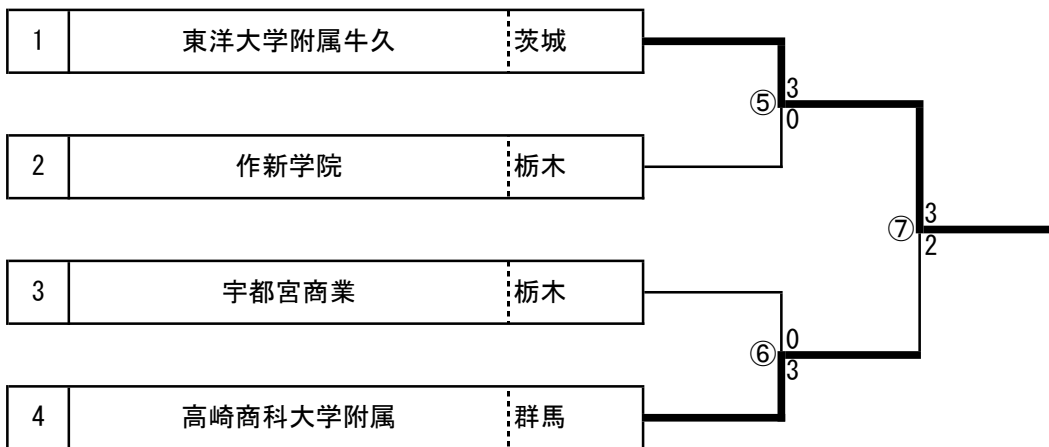 1 東洋大学附属牛久 茨城
3
⑤
0
2 作新学院 栃木
3
⑦
2
3 宇都宮商業 栃木
0
⑥
3
4 高崎商科大学附属 群馬